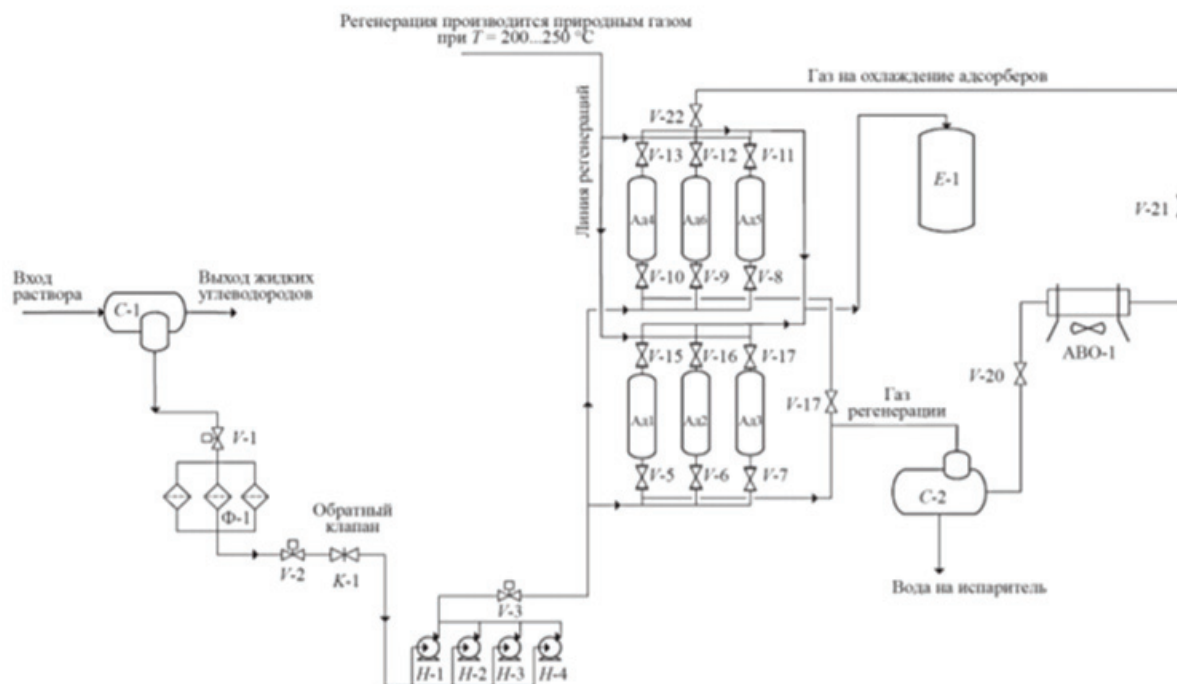 Регенерация производится природным газом
при T = 200...250 °C
Газ на охлаждение адсорберов
Линия регенераций
V-22
V-13
V-12
V-11
Ад4
Ад6
Ад5
E-1
V-21
V-10
V-9
V-8
Вход
раствора
Выход жидких
углеводородов
C-1
V-15
V-16
V-17
АВО-1
Ад1
Ад2
Ад3
V-17
Газ
регенерации
V-20
V-1
V-5
V-6
V-7
C-2
Ф-1
Обратный
клапан
V-2
K-1
Вода на испаритель
V-3
H-1
H-2
H-3
H-4